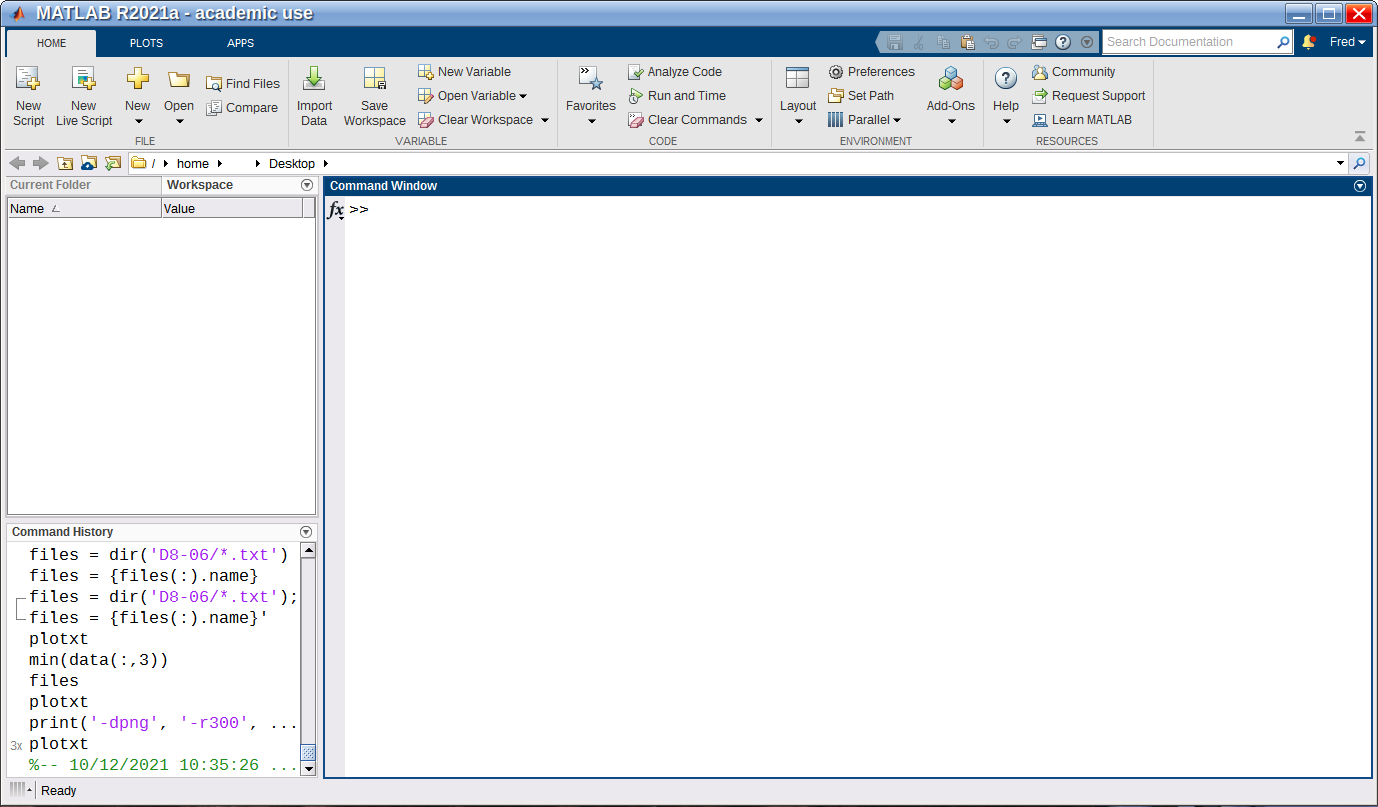 MATLAB R2021a - academic use
HOME PLOTS APPS Search Documentation Fred
New Script
New Live Script
New
Open
Find Files
Compare
FILE
Import Data
Save Workspace
New Variable
Open Variable
Clear Workspace
VARIABLE
Favorites
Analyze Code
Run and Time
Clear Commands
CODE
Layout
Preferences
Set Path
Parallel
Add-Ons
ENVIRONMENT
Help
Community
Request Support
Learn MATLAB
RESOURCES
/ home Desktop
Current Folder Workspace
Name Value
Command Window
fx >>
Command History
files = dir('D8-06/*.txt')
files = {files(:).name}
files = dir('D8-06/*.txt');
files = {files(:).name}'
plotxt
min(data(:,3))
files
plotxt
print('-dpng', '-r300', ...
3x plotxt
%-- 10/12/2021 10:35:26 ...
Ready